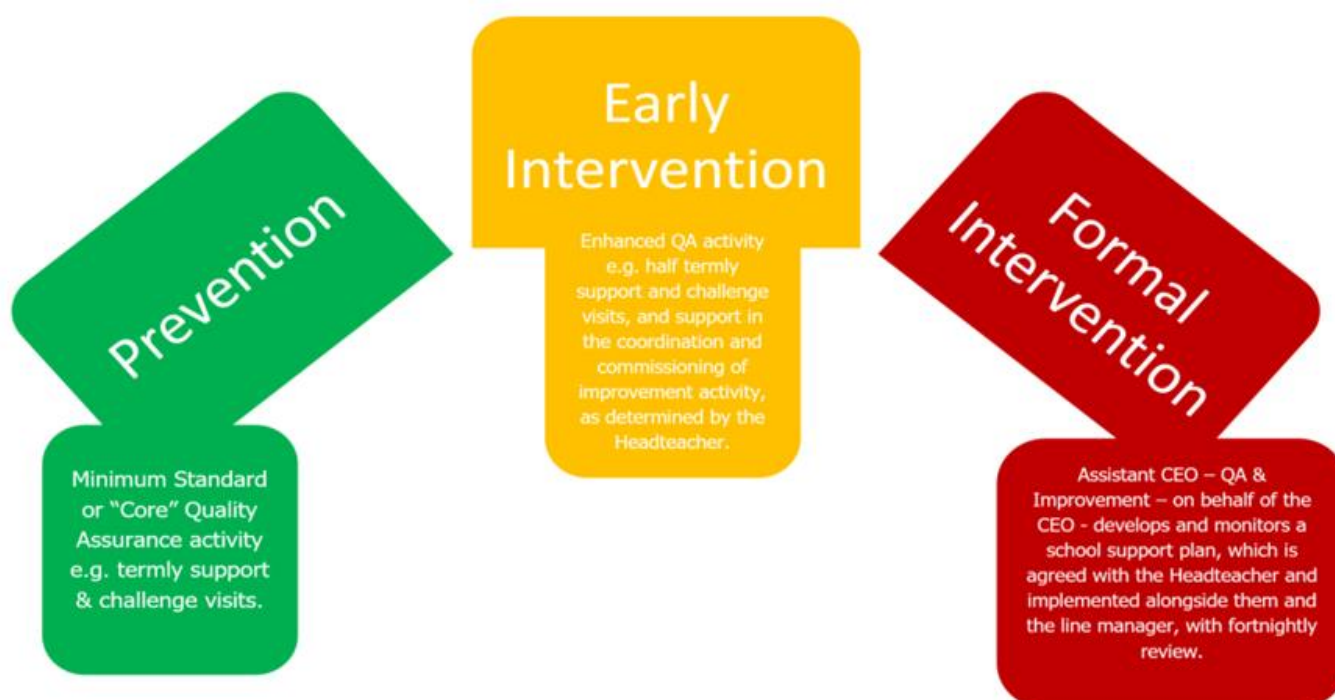 Prevention
Minimum Standard
or “Core” Quality
Assurance activity
e.g. termly support
& challenge visits.
Early
Intervention
Enhanced QA activity
e.g. half termly
support and challenge
visits, and support in
the coordination and
commissioning of
improvement activity,
as determined by the
Headteacher.
Formal
Intervention
Assistant CEO – QA &
Improvement – on behalf of the
CEO - develops and monitors a
school support plan, which is
agreed with the Headteacher and
implemented alongside them and
the line manager, with fortnightly
review.